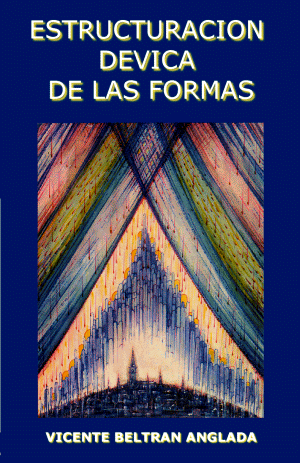 ESTRUCTURACION
DEVICA
DE LAS FORMAS
VICENTE BELTRAN ANGLADA